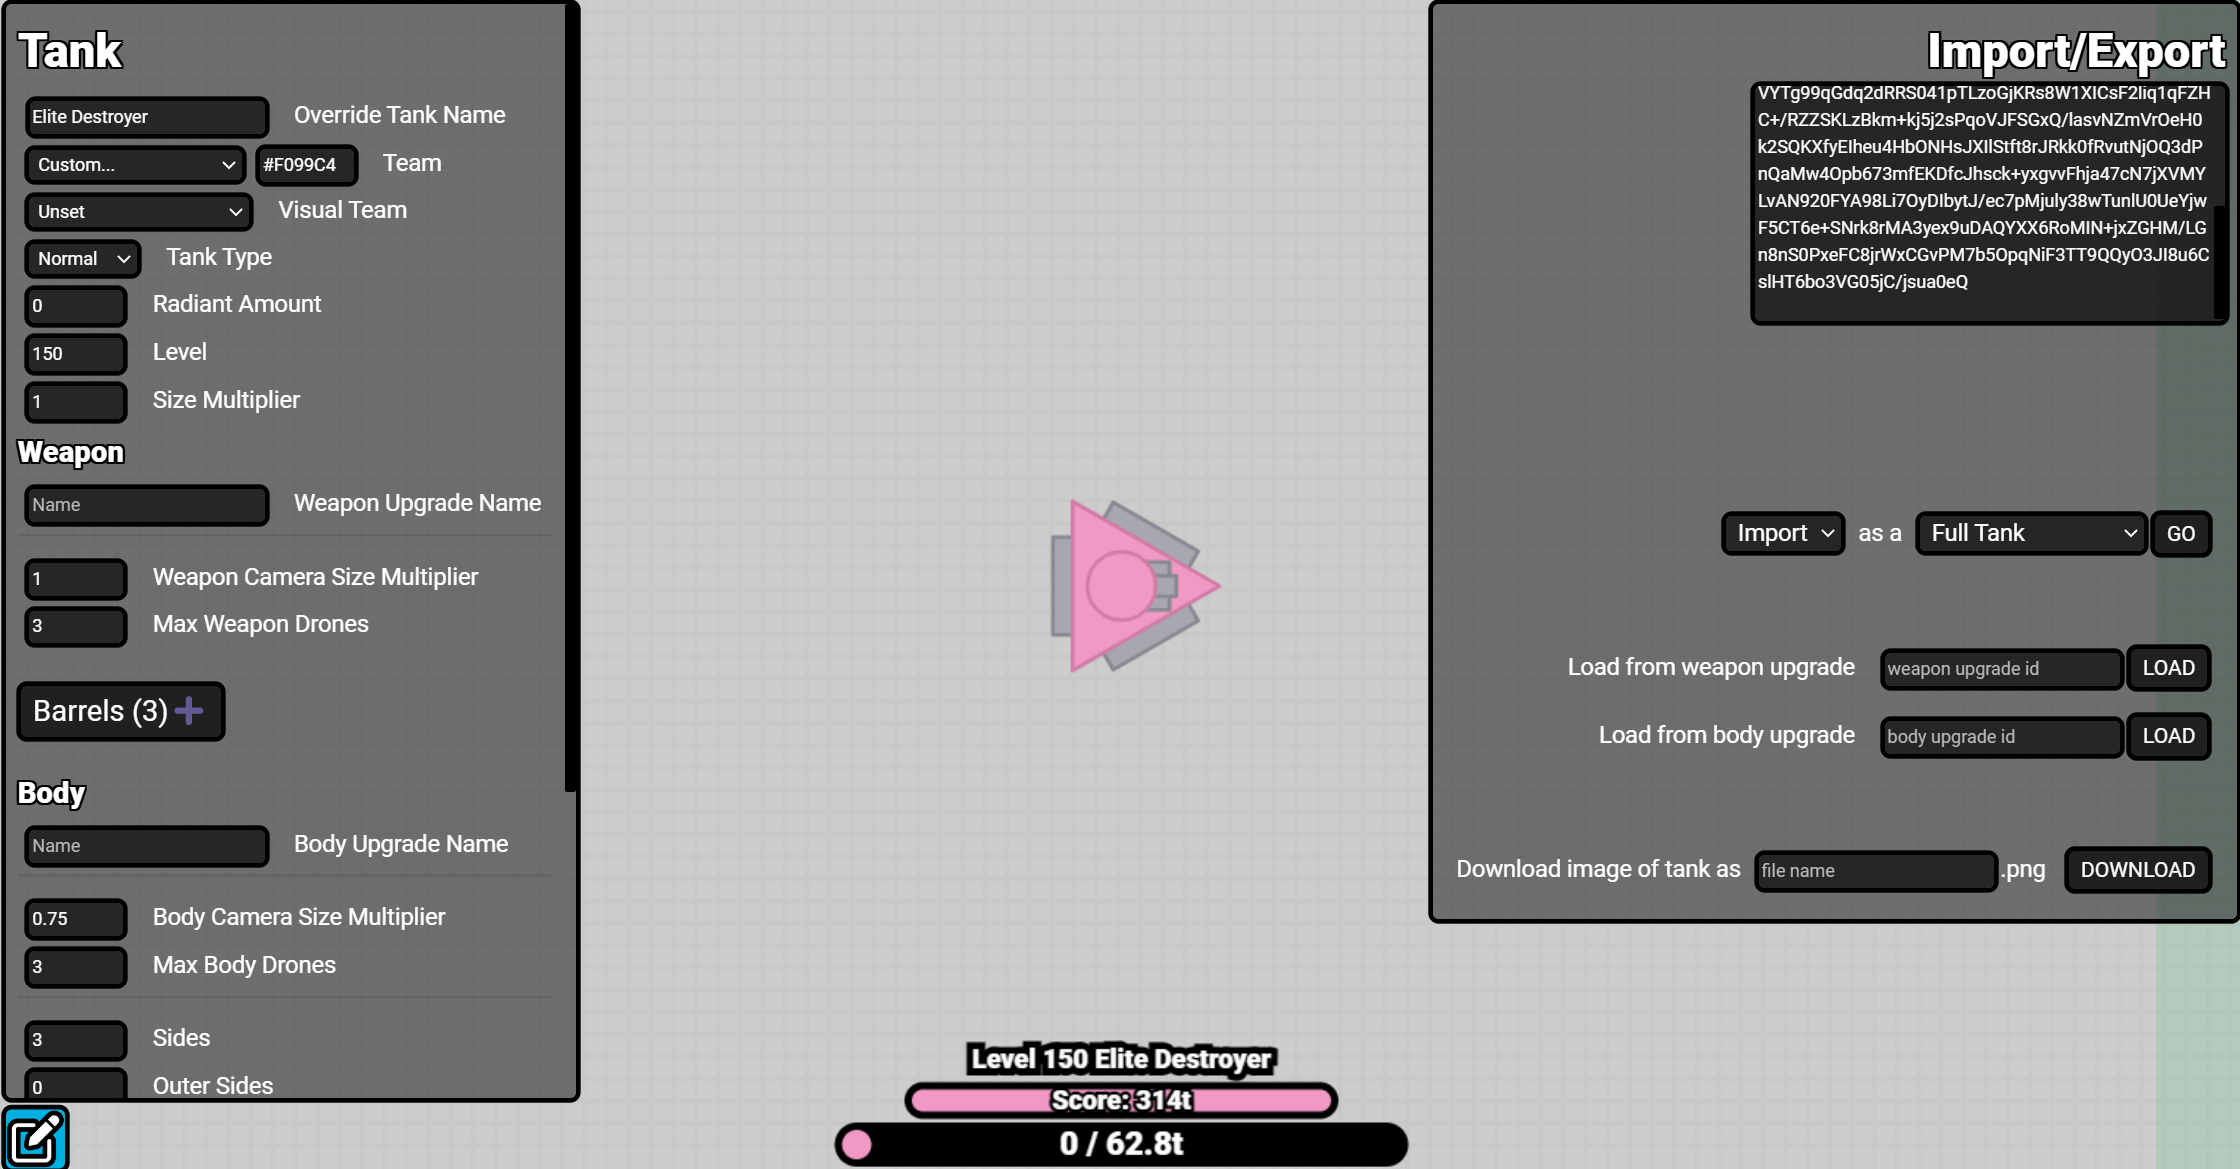 Tank
Elite Destroyer Override Tank Name
Custom... #F099C4 Team
Unset Visual Team
Normal Tank Type
0 Radiant Amount
150 Level
1 Size Multiplier
Weapon
Name Weapon Upgrade Name
1 Weapon Camera Size Multiplier
3 Max Weapon Drones
Barrels (3)
Body
Name Body Upgrade Name
0.75 Body Camera Size Multiplier
3 Max Body Drones
3 Sides
0 Outer Sides
Level 150 Elite Destroyer
Score: 314t
0 / 62.8t
Import/Export
VYTg99qGdq2dRRS041pTLzoGjKRs8W1XICsF2liq1qFZH
C+/RZZSKLzBkm+kj5j2sPqoVJFSGxQ/lasvNZmVrOeH0
k2SQKXfyEIheu4HbONHsJXIlStft8rJRkk0fRvutNjOQ3dP
nQaMw4Opb673mfEKDfcJhsck+yxgvvFhja47cN7jXVMY
LvAN920FYA98Li7OyDIbytJ/ec7pMjuly38wTunlU0UeYjw
F5CT6e+SNrk8rMA3yex9uDAQYXX6RoMIN+jxZGHM/LG
n8nS0PxeFC8jrWxCGvPM7b5OpqNiF3TT9QQyO3JI8u6C
slHT6bo3VG05jC/jsua0eQ
Import as a Full Tank GO
Load from weapon upgrade weapon upgrade id LOAD
Load from body upgrade body upgrade id LOAD
Download image of tank as file name .png DOWNLOAD